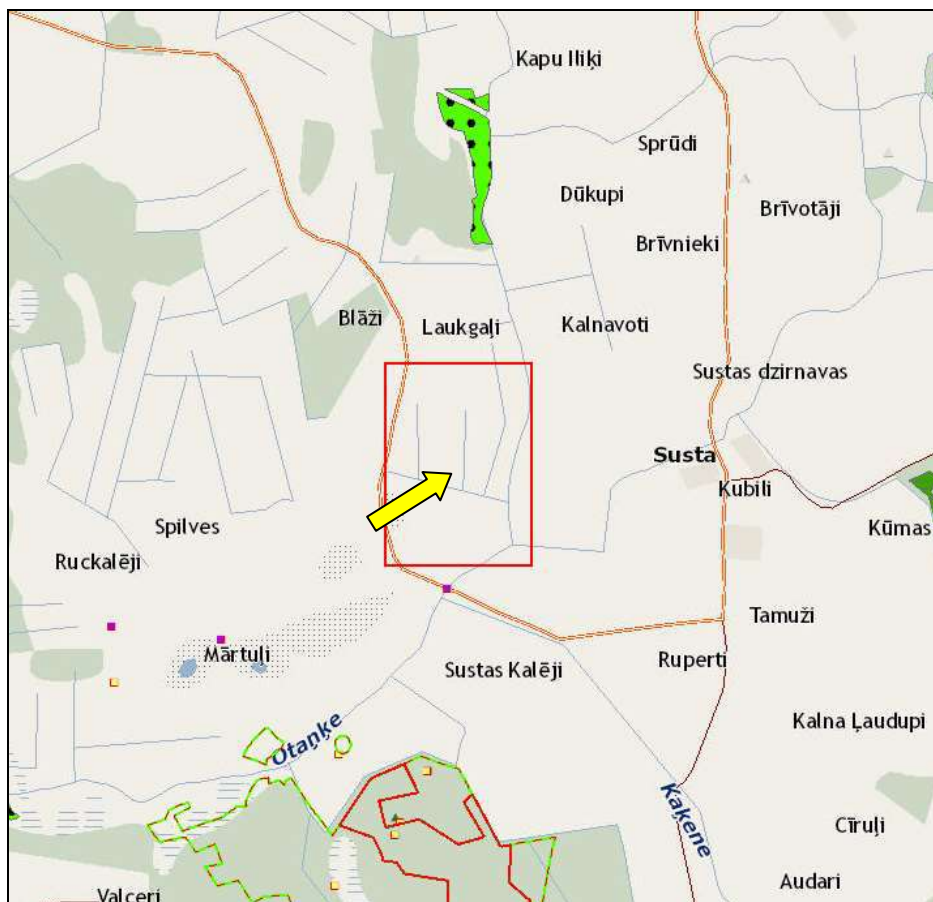 Kapu Iliķi
Sprūdi
Dūkupi
Brīvotāji
Brīvnieki
Blāži
Laukgaļi
Kalnavoti
Sustas dzirnavas
Susta
Kubili
Spilves
Kūmas
Ruckalēji
Tamuži
Mārtuļi
Sustas Kalēji
Ruperti
Kalna Ļaudupi
Otaņķe
Kaķene
Cīruļi
Audari
Valceri